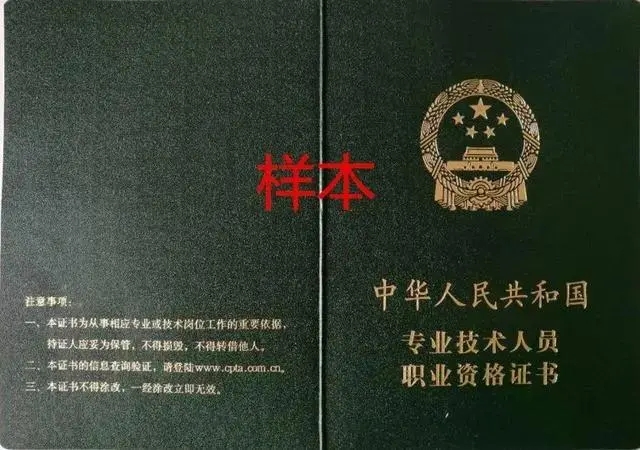 样本
中华人民共和国
专业技术人员
职业资格证书
注意事项:
一、本证书为从事相应专业或技术岗位工作的重要依据,
持证人应妥为保管,不得损毁,不得转借他人。
二、本证书的信息查询验证,请登陆www.cpta.com.cn。
三、本证书不得涂改,一经涂改立即无效。